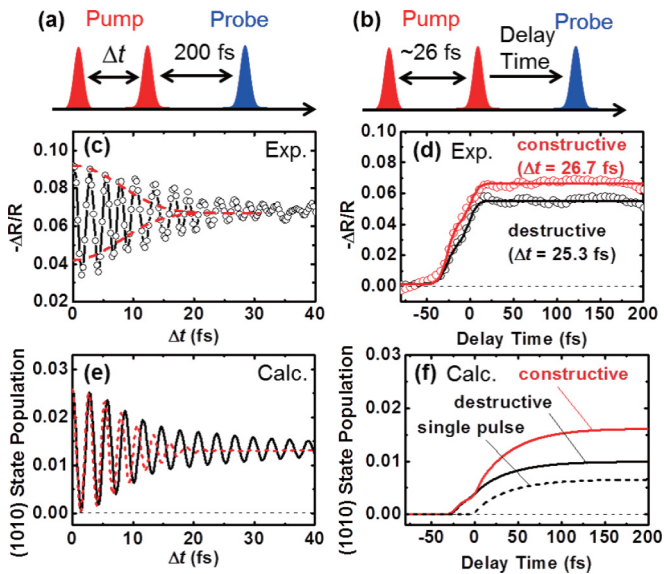 (a) Pump Probe
Δt
200 fs
(b) Pump Probe
~26 fs
Delay
Time
(c) Exp.
-ΔR/R
0.10
0.08
0.06
0.04
0 10 20 30 40
Δt (fs)
(d) Exp.
constructive
(Δt = 26.7 fs)
destructive
(Δt = 25.3 fs)
-ΔR/R
0.10
0.08
0.06
0.04
0.02
0.00
-50 0 50 100 150 200
Delay Time (fs)
(e) Calc.
(1010) State Population
0.03
0.02
0.01
0.00
0 10 20 30 40
Δt (fs)
(f) Calc.
constructive
destructive
single pulse
(1010) State Population
0.03
0.02
0.01
0.00
-50 0 50 100 150 200
Delay Time (fs)